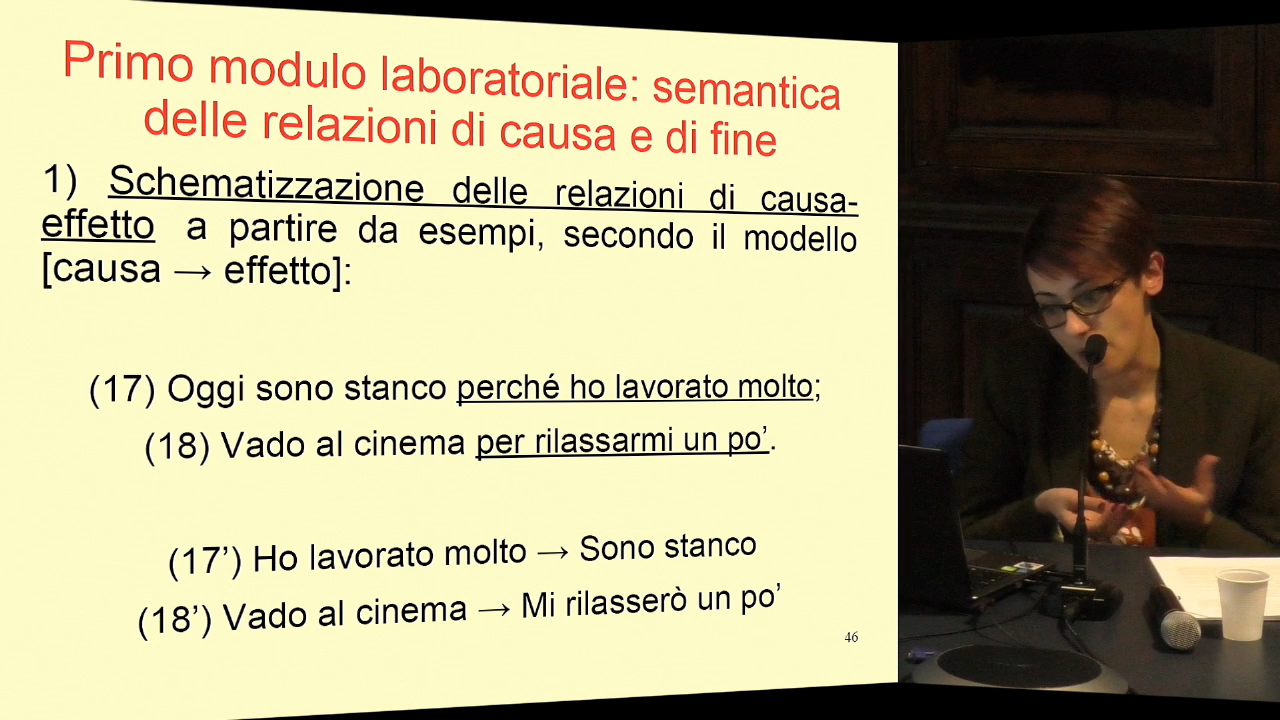 Primo modulo laboratoriale: semantica
delle relazioni di causa e di fine
1) Schematizzazione delle relazioni di causa-
effetto a partire da esempi, secondo il modello
[causa → effetto]:
(17) Oggi sono stanco perché ho lavorato molto;
(18) Vado al cinema per rilassarmi un po’.
(17’) Ho lavorato molto → Sono stanco
(18’) Vado al cinema → Mi rilasserò un po’
46